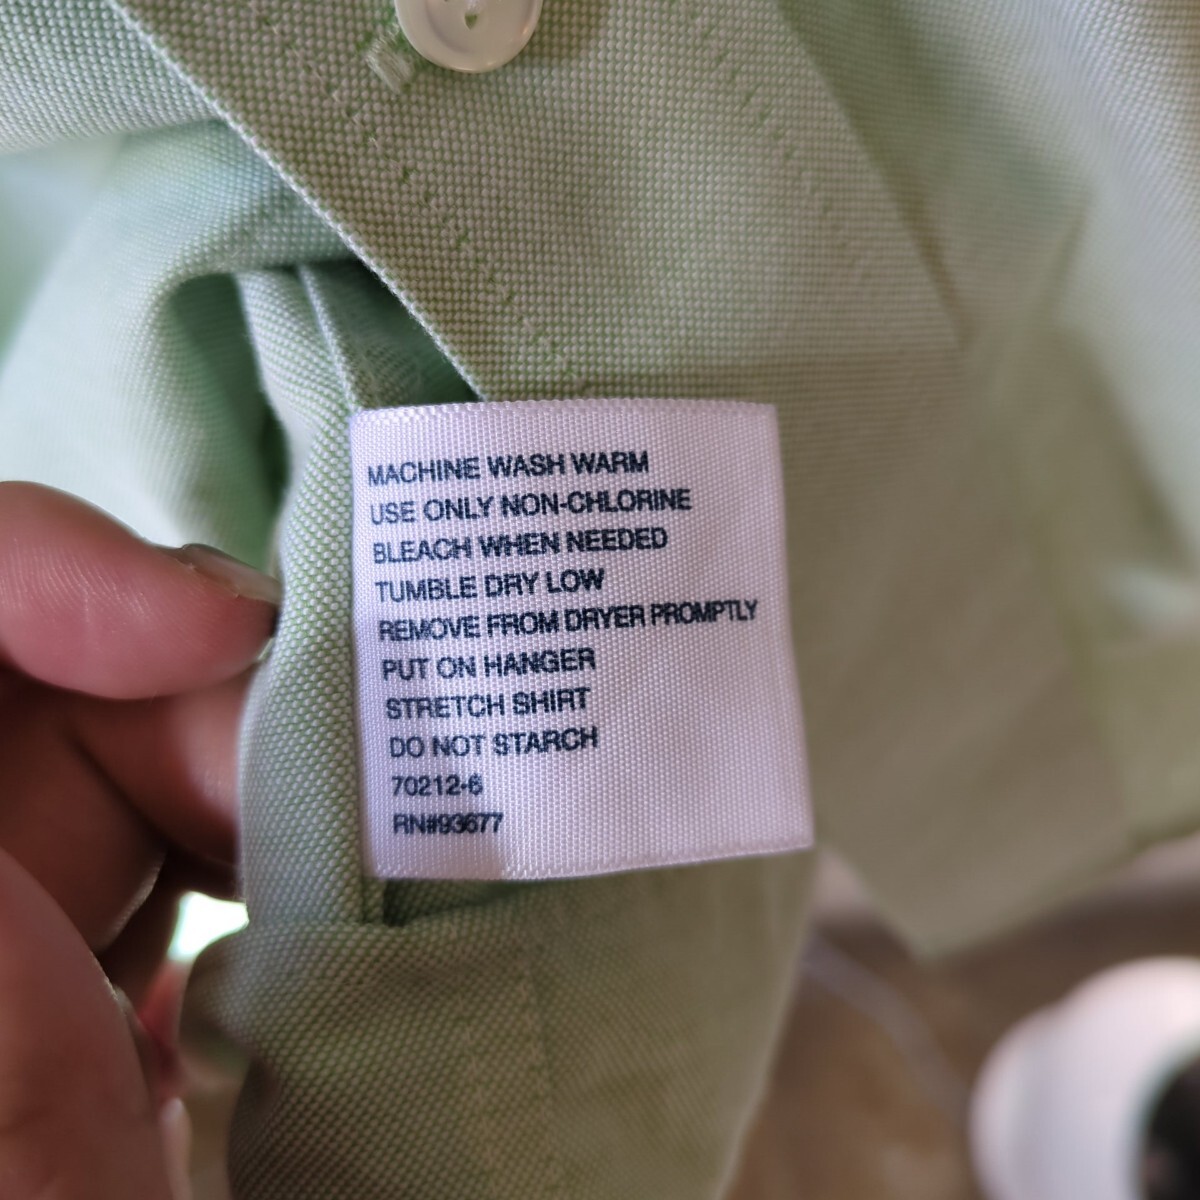 MACHINE WASH WARM
USE ONLY NON-CHLORINE
BLEACH WHEN NEEDED
TUMBLE DRY LOW
REMOVE FROM DRYER PROMPTLY
PUT ON HANGER
STRETCH SHIRT
DO NOT STARCH
70212-6
RN#93677